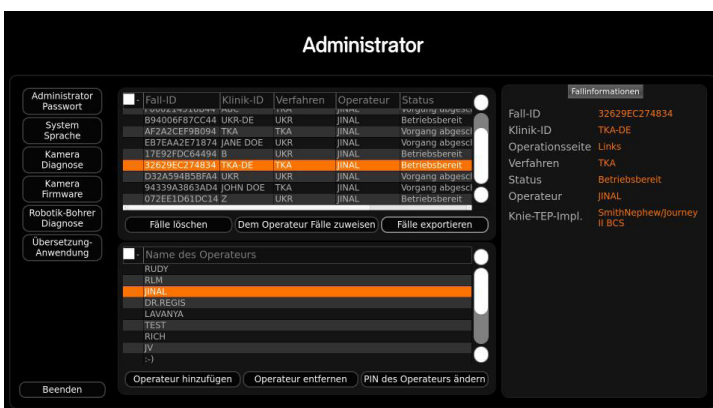 Administrator
Administrator
Passwort
System
Sprache
Kamera
Diagnose
Kamera
Firmware
Robotik-Bohrer
Diagnose
Übersetzung-
Anwendung
Beenden
- Fall-ID Klinik-ID Verfahren Operateur Status
B94006F87CC44 UKR-DE UKR JINAL Betriebsbereit
AF2A2CEF9B094 TKA TKA JINAL Vorgang abgescl
EB7EAA2E71874 JANE DOE UKR JINAL Vorgang abgescl
17E92FDC64494 B UKR JINAL Betriebsbereit
32629EC274834 TKA-DE TKA JINAL Betriebsbereit
D32A594B5BFA4 UKR UKR JINAL Vorgang abgescl
94339A3863AD4 JOHN DOE TKA JINAL Vorgang abgescl
072EE1D61DC14 Z UKR JINAL Betriebsbereit
Fälle löschen Dem Operateur Fälle zuweisen Fälle exportieren
- Name des Operateurs
RUDY
RLM
JINAL
DR.REGIS
LAVANYA
TEST
RICH
JV
:-)
Operateur hinzufügen Operateur entfernen PIN des Operateurs ändern
Fallinformationen
Fall-ID 32629EC274834
Klinik-ID TKA-DE
Operationsseite Links
Verfahren TKA
Status Betriebsbereit
Operateur JINAL
Knie-TEP-Impl. SmithNephew/Journey
II BCS